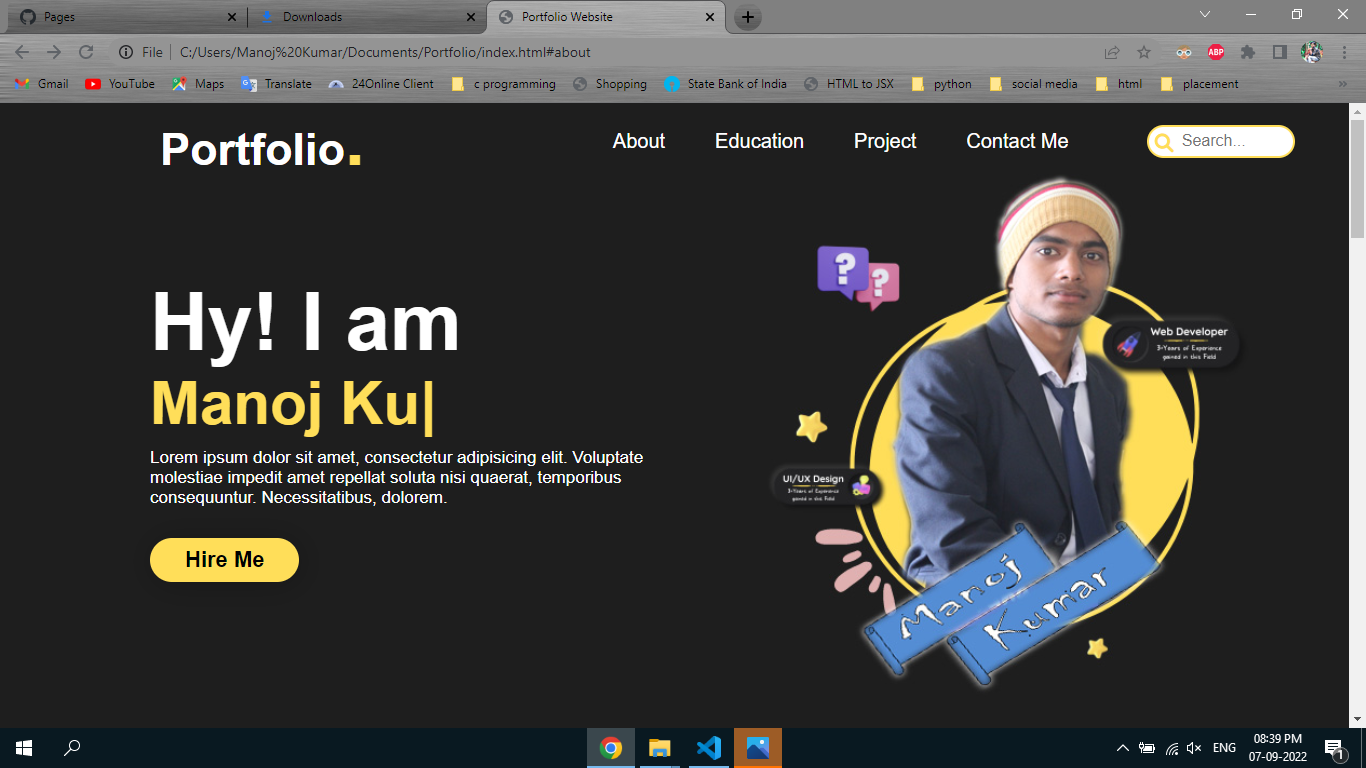 Pages
Downloads
Portfolio Website
File
C:/Users/Manoj%20Kumar/Documents/Portfolio/index.html#about
ABP
Gmail
YouTube
Maps
Translate
24Online Client
c programming
Shopping
State Bank of India
HTML to JSX
python
social media
html
placement
Portfolio.
About
Education
Project
Contact Me
Search...
? ?
Hy! I am
Manoj Ku|
Lorem ipsum dolor sit amet, consectetur adipisicing elit. Voluptate
molestiae impedit amet repellat soluta nisi quaerat, temporibus
consequuntur. Necessitatibus, dolorem.
Hire Me
Web Developer
3-Years of Experience
gained in this Field
UI/UX Design
3-Years of Experience
gained in this Field
Manoj
Kumar
ENG
08:39 PM
07-09-2022
1